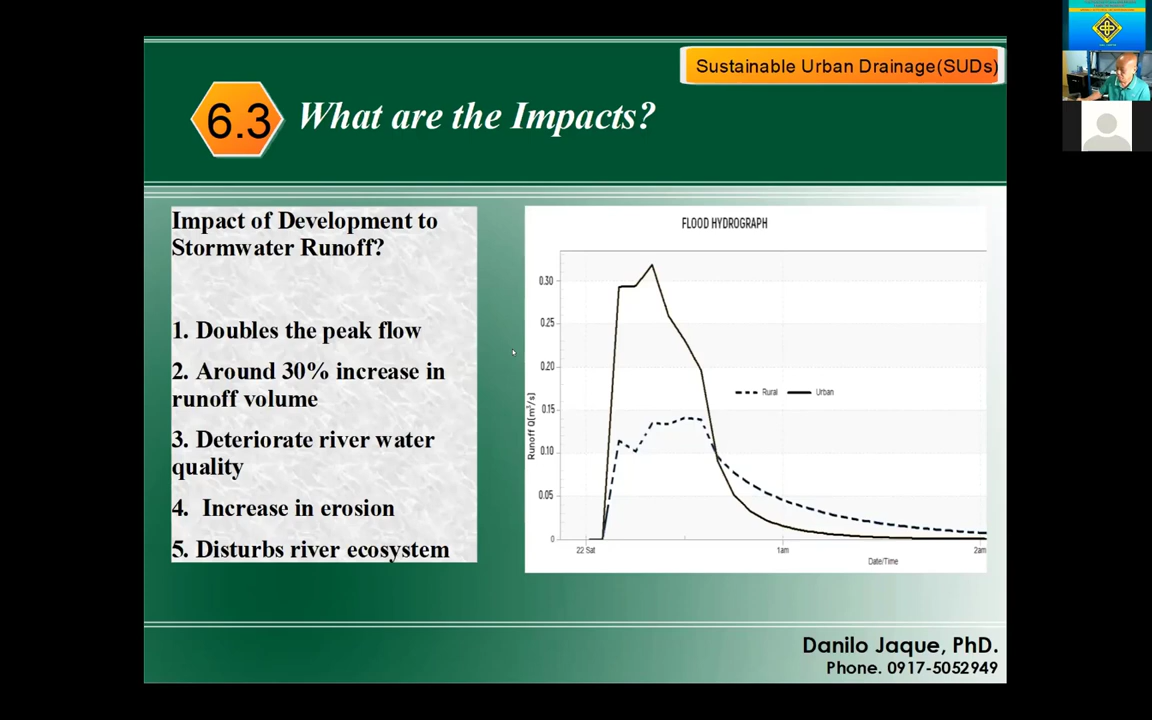 Sustainable Urban Drainage(SUDs)
6.3
What are the Impacts?
Impact of Development to
Stormwater Runoff?
1. Doubles the peak flow
2. Around 30% increase in
runoff volume
3. Deteriorate river water
quality
4. Increase in erosion
5. Disturbs river ecosystem
FLOOD HYDROGRAPH
0.30
0.25
0.20
0.15
0.10
0.05
0
Runoff Q(m³/s)
Rural
Urban
22 Sat
1am
2am
Date/Time
Danilo Jaque, PhD.
Phone. 0917-5052949